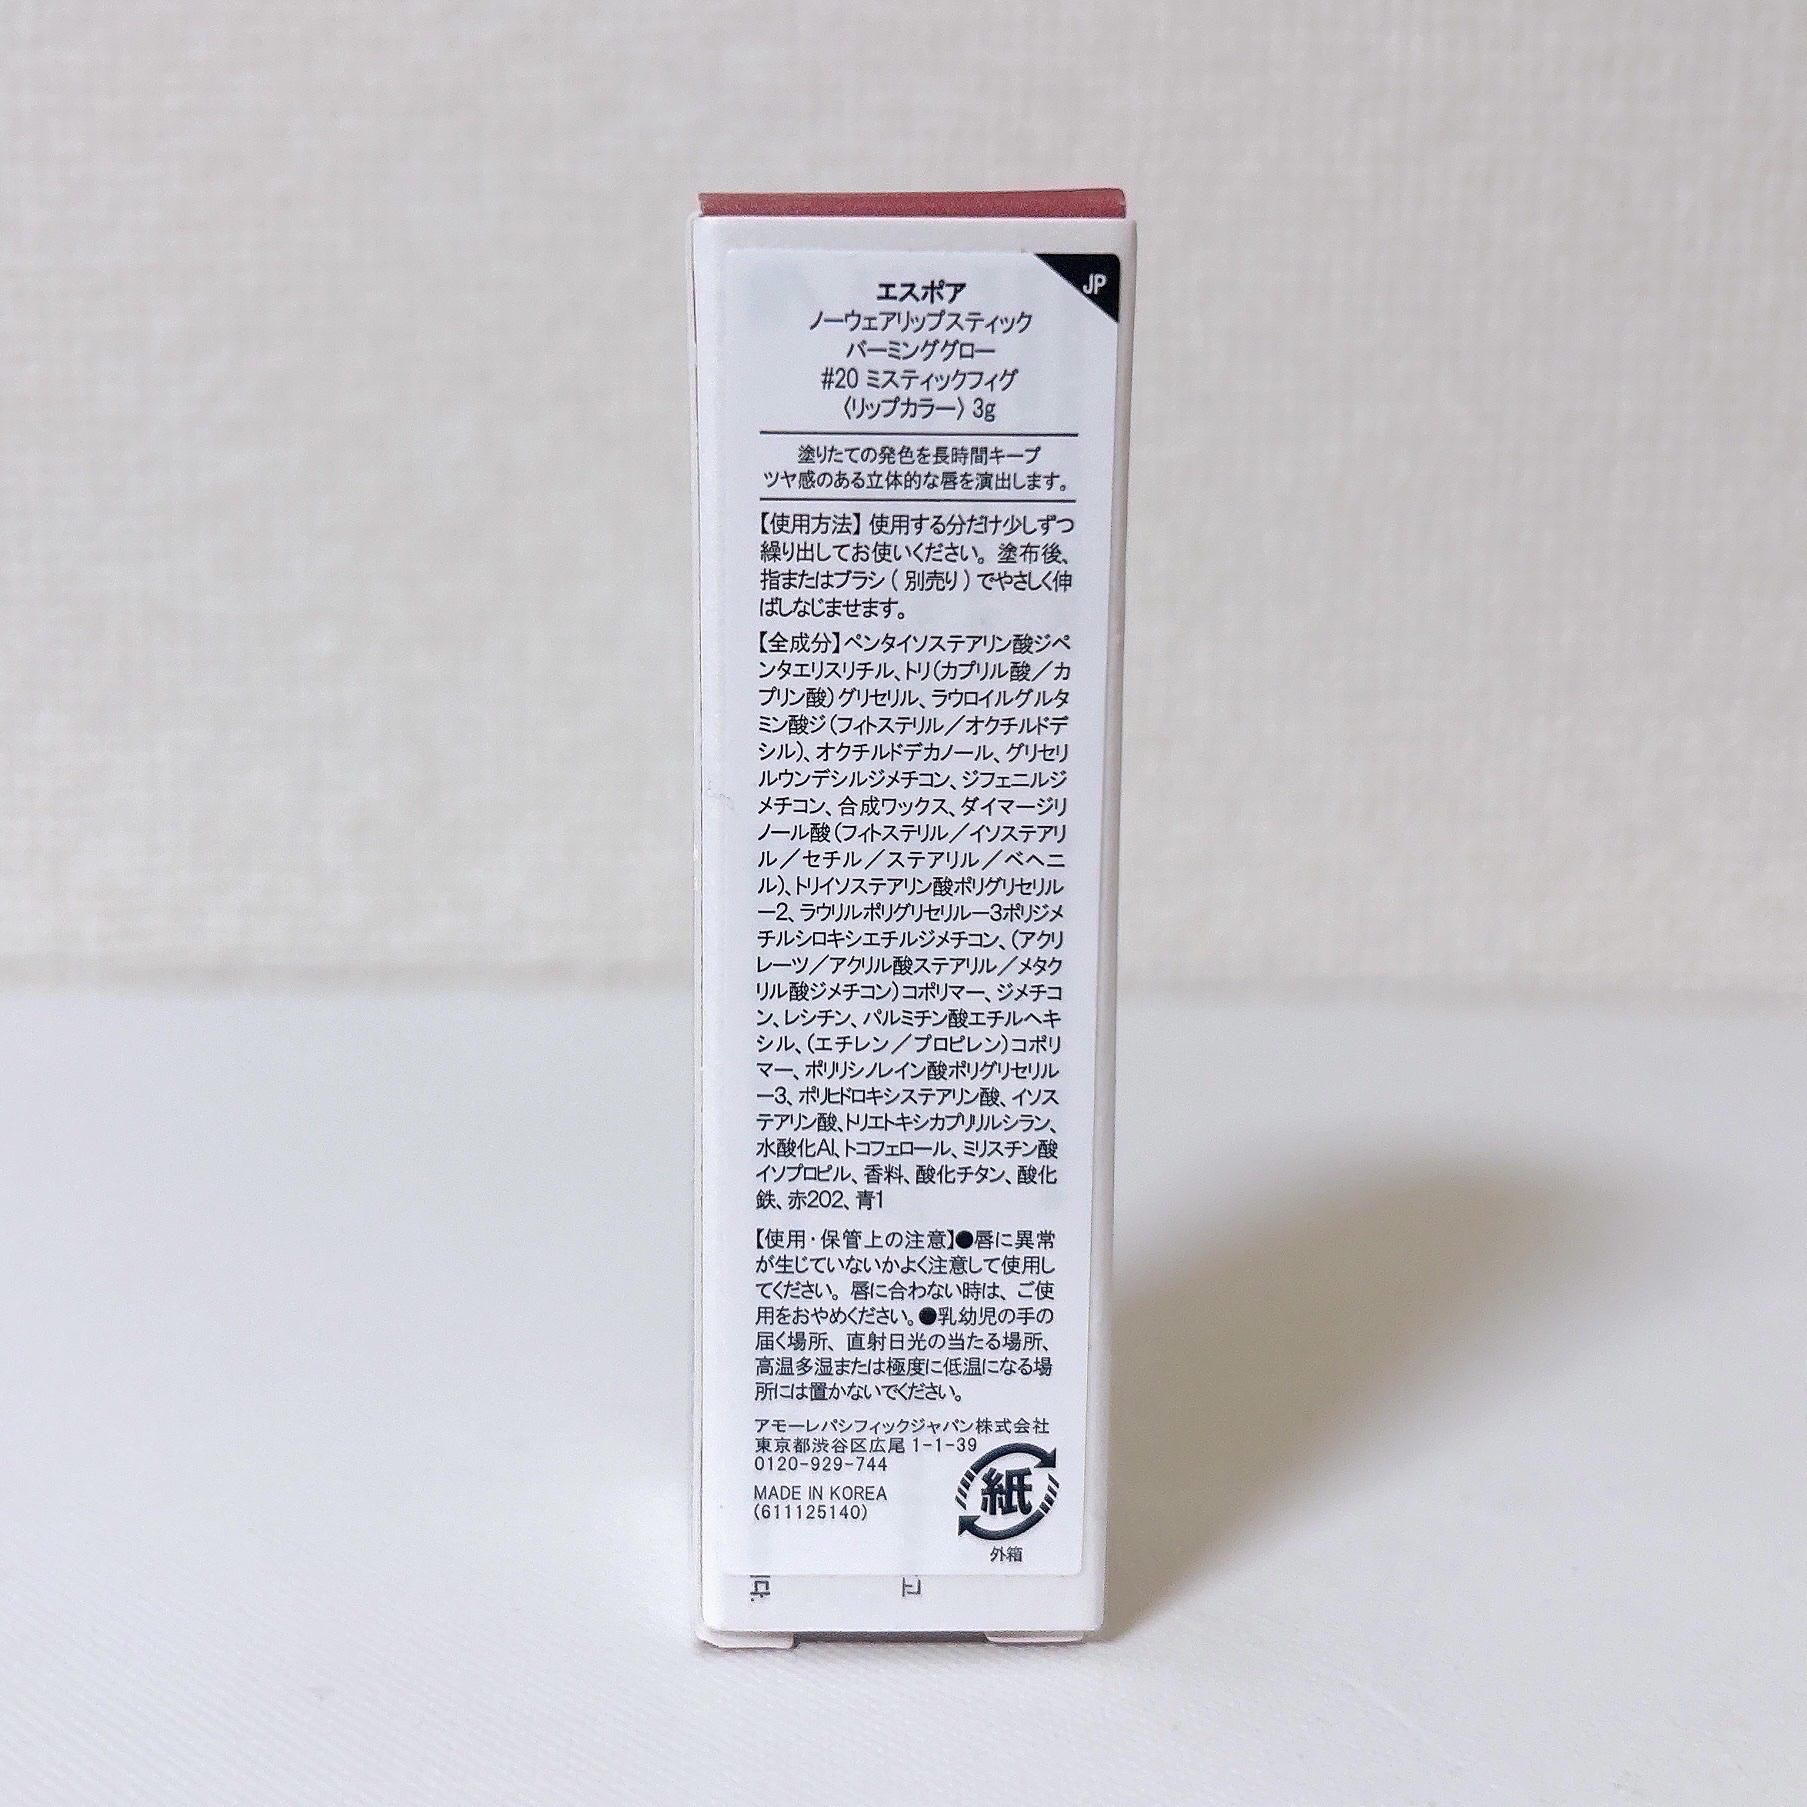 JP
エスポア
ノーウェアリップスティック
バーミンググロー
#20 ミスティックフィグ
〈リップカラー〉 3g
塗りたての発色を長時間キープ
ツヤ感のある立体的な唇を演出します。
【使用方法】 使用する分だけ少しずつ
繰り出してお使いください。塗布後、
指またはブラシ ( 別売り ) でやさしく伸
ばしなじませます。
【全成分】ペンタイソステアリン酸ジペ
ンタエリスリチル、トリ(カプリル酸／カ
プリン酸)グリセリル、ラウロイルグルタ
ミン酸ジ(フィトステリル／オクチルドデ
シル)、オクチルドデカノール、グリセリ
ルウンデシルジメチコン、ジフェニルジ
メチコン、合成ワックス、ダイマージリ
ノール酸(フィトステリル／イソステアリ
ル／セチル／ステアリル／ベヘニ
ル)、トリイソステアリン酸ポリグリセリル
ー2、ラウリルポリグリセリルー3ポリジメ
チルシロキシエチルジメチコン、(アクリ
レーツ／アクリル酸ステアリル／メタク
リル酸ジメチコン)コポリマー、ジメチコ
ン、レシチン、パルミチン酸エチルヘキ
シル、(エチレン／プロピレン)コポリ
マー、ポリリシノレイン酸ポリグリセリル
ー3、ポリヒドロキシステアリン酸、イソス
テアリン酸、トリエトキシカプリリルシラン、
水酸化Al、トコフェロール、ミリスチン酸
イソプロピル、香料、酸化チタン、酸化
鉄、赤202、青1
【使用・保管上の注意】●唇に異常
が生じていないかよく注意して使用し
てください。唇に合わない時は、ご使
用をおやめください。●乳幼児の手の
届く場所、直射日光の当たる場所、
高温多湿または極度に低温になる場
所には置かないでください。
アモーレパシフィックジャパン株式会社
東京都渋谷区広尾 1-1-39
0120-929-744
MADE IN KOREA
(611125140)
紙
外箱